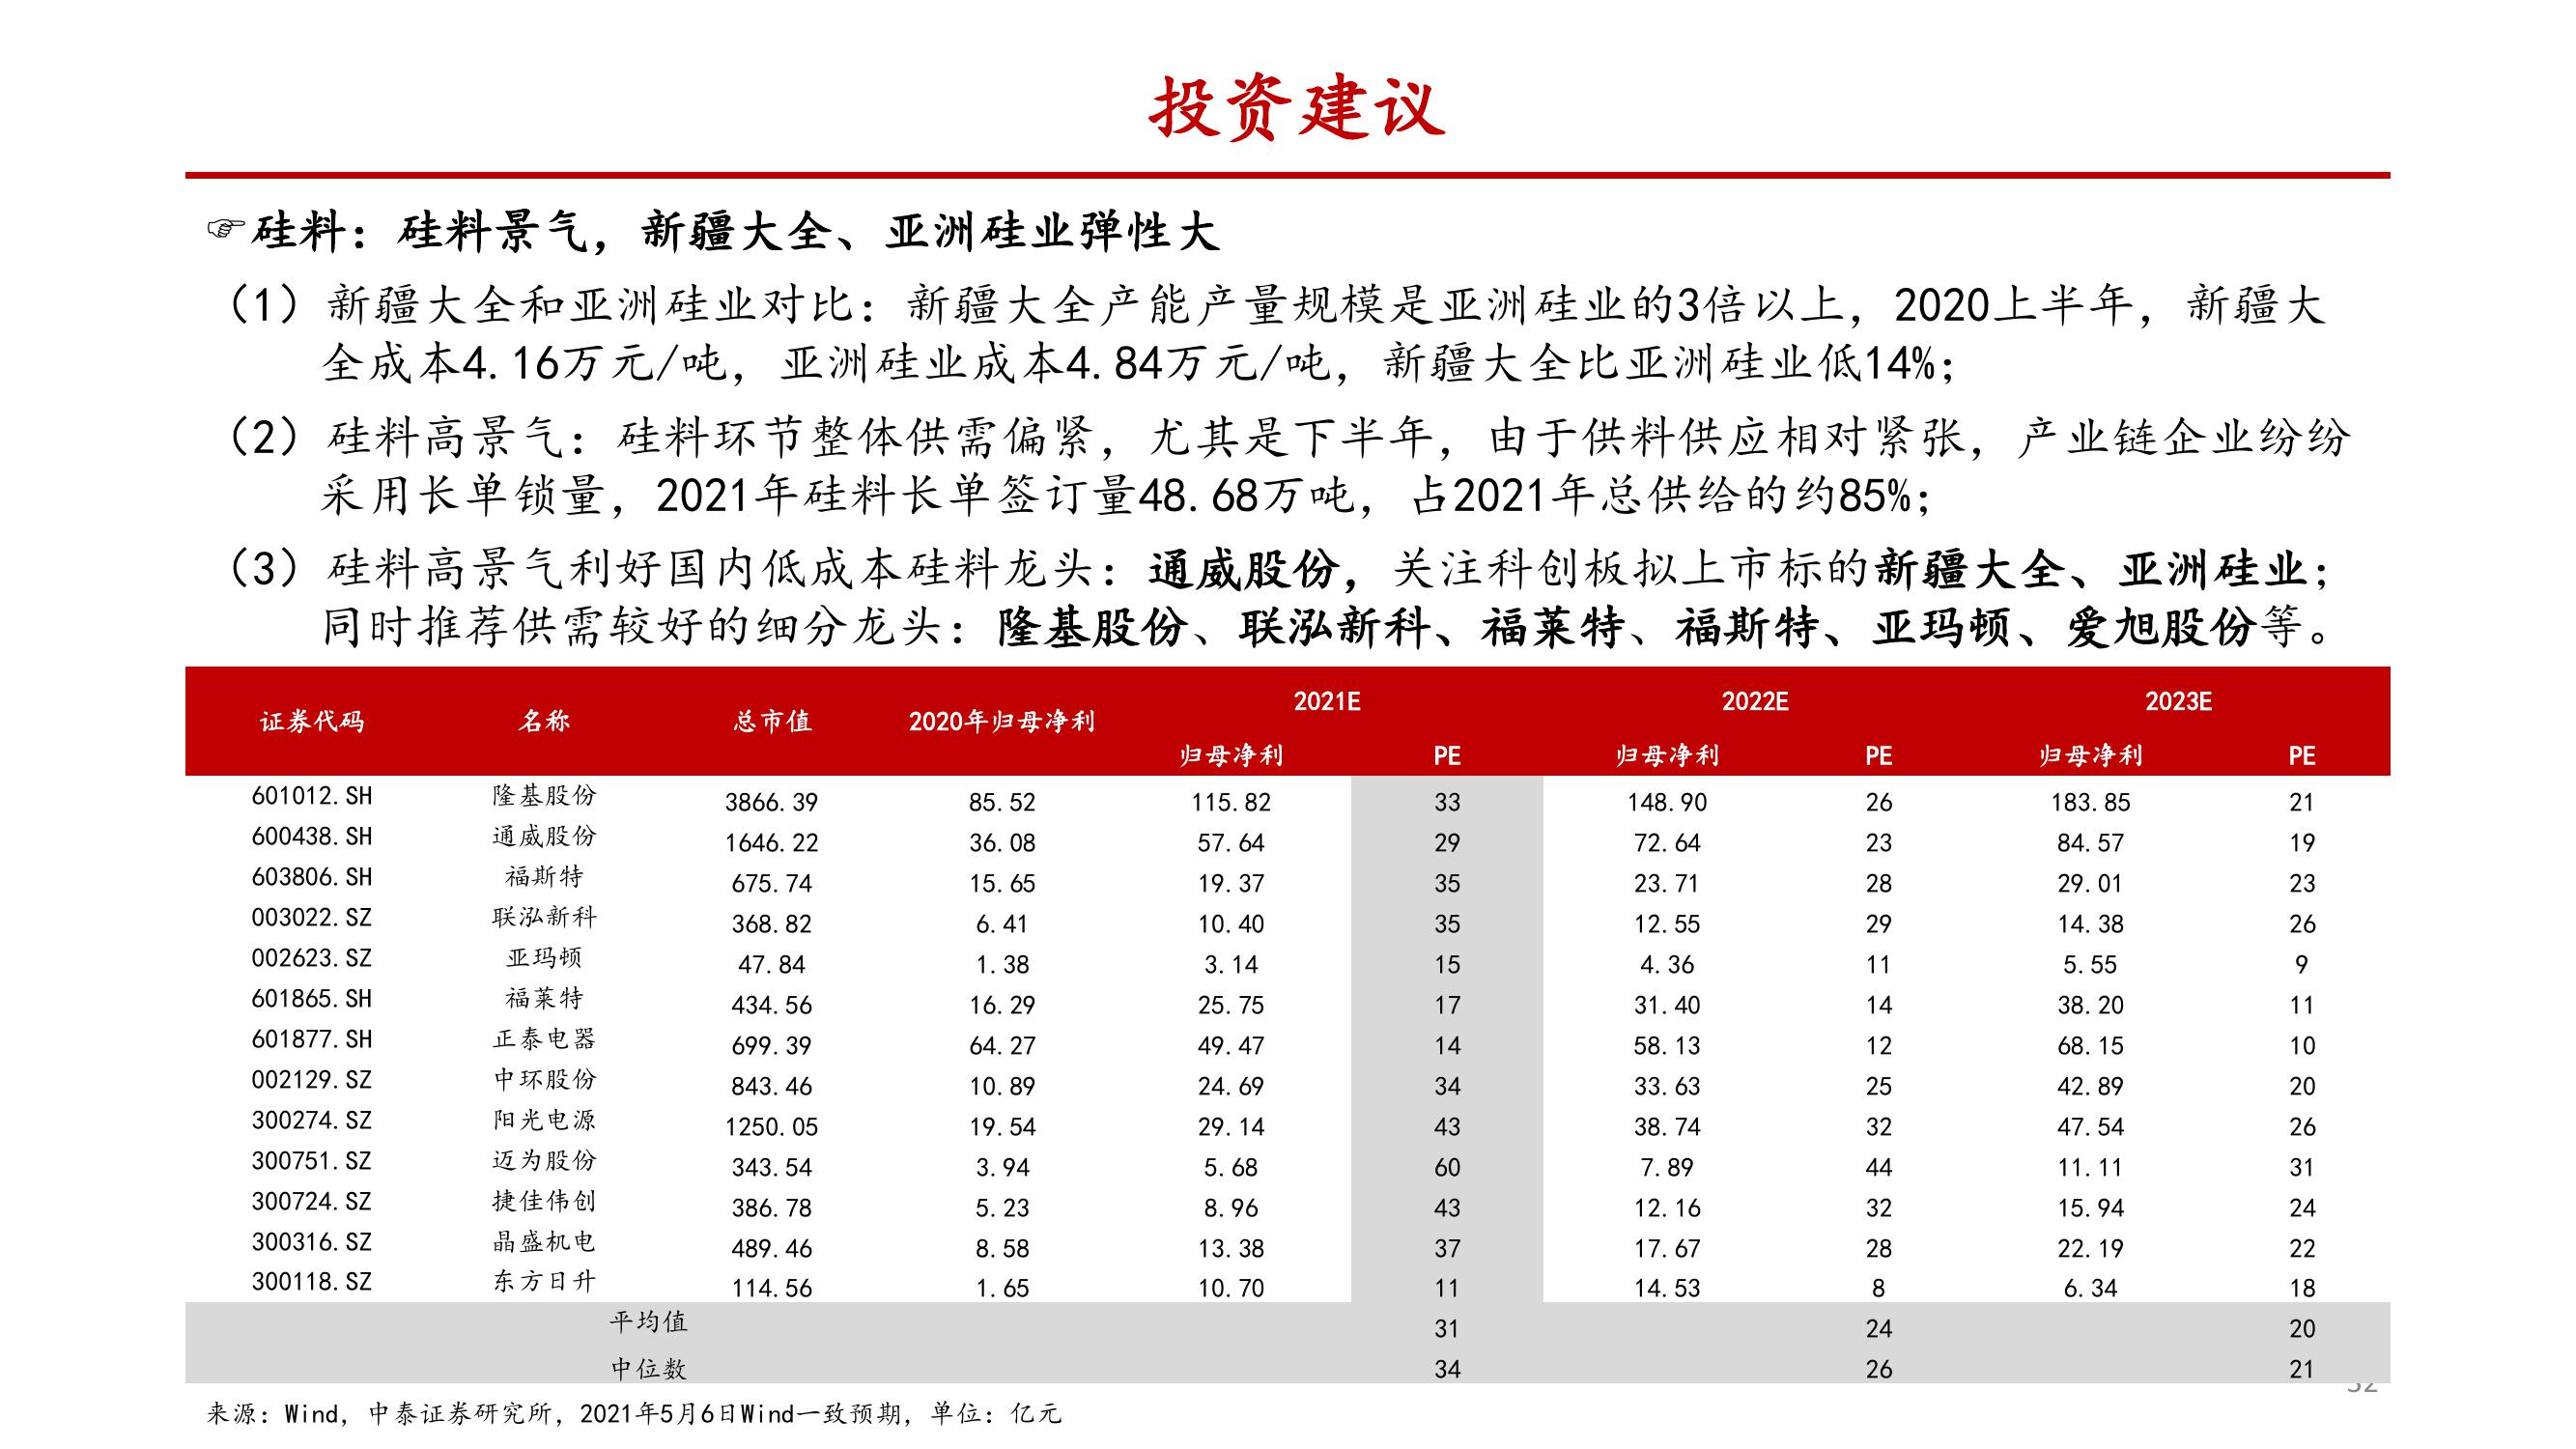 投资建议
☞硅料：硅料景气，新疆大全、亚洲硅业弹性大
（1）新疆大全和亚洲硅业对比：新疆大全产能产量规模是亚洲硅业的3倍以上，2020上半年，新疆大
全成本4.16万元/吨，亚洲硅业成本4.84万元/吨，新疆大全比亚洲硅业低14%；
（2）硅料高景气：硅料环节整体供需偏紧，尤其是下半年，由于供料供应相对紧张，产业链企业纷纷
采用长单锁量，2021年硅料长单签订量48.68万吨，占2021年总供给的约85%；
（3）硅料高景气利好国内低成本硅料龙头：通威股份，关注科创板拟上市标的新疆大全、亚洲硅业；
同时推荐供需较好的细分龙头：隆基股份、联泓新科、福莱特、福斯特、亚玛顿、爱旭股份等。
证券代码 名称 总市值 2020年归母净利 2021E 2022E 2023E
归母净利 PE 归母净利 PE 归母净利 PE
601012.SH 隆基股份 3866.39 85.52 115.82 33 148.90 26 183.85 21
600438.SH 通威股份 1646.22 36.08 57.64 29 72.64 23 84.57 19
603806.SH 福斯特 675.74 15.65 19.37 35 23.71 28 29.01 23
003022.SZ 联泓新科 368.82 6.41 10.40 35 12.55 29 14.38 26
002623.SZ 亚玛顿 47.84 1.38 3.14 15 4.36 11 5.55 9
601865.SH 福莱特 434.56 16.29 25.75 17 31.40 14 38.20 11
601877.SH 正泰电器 699.39 64.27 49.47 14 58.13 12 68.15 10
002129.SZ 中环股份 843.46 10.89 24.69 34 33.63 25 42.89 20
300274.SZ 阳光电源 1250.05 19.54 29.14 43 38.74 32 47.54 26
300751.SZ 迈为股份 343.54 3.94 5.68 60 7.89 44 11.11 31
300724.SZ 捷佳伟创 386.78 5.23 8.96 43 12.16 32 15.94 24
300316.SZ 晶盛机电 489.46 8.58 13.38 37 17.67 28 22.19 22
300118.SZ 东方日升 114.56 1.65 10.70 11 14.53 8 6.34 18
平均值 31 24 20
中位数 34 26 21
来源：Wind，中泰证券研究所，2021年5月6日Wind一致预期，单位：亿元